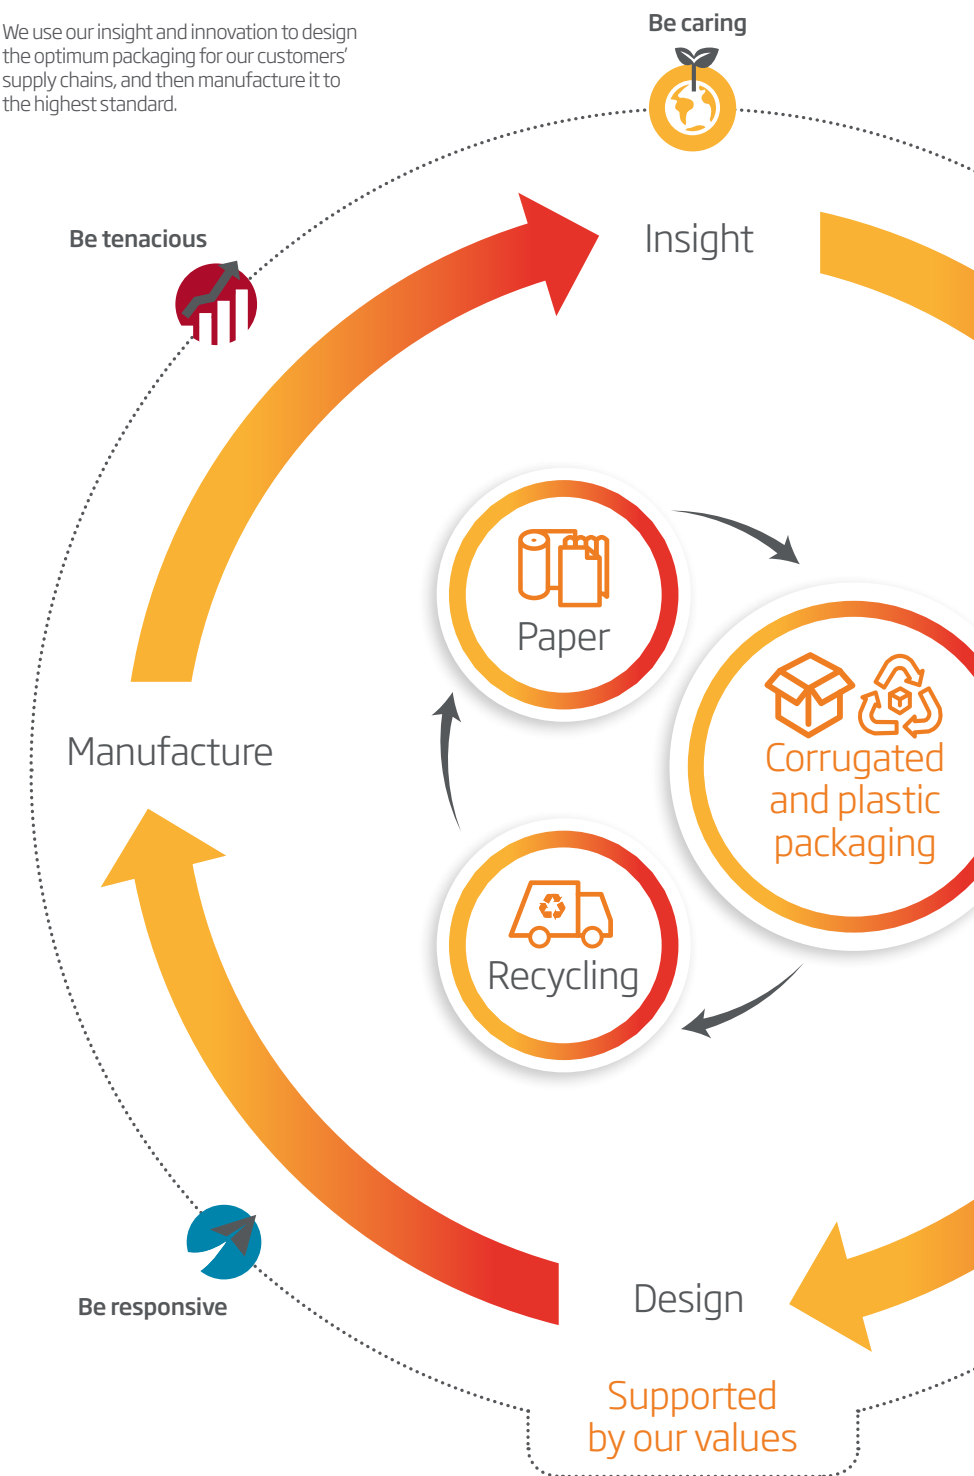 We use our insight and innovation to design
the optimum packaging for our customers'
supply chains, and then manufacture it to
the highest standard.
Be caring
Be tenacious
Insight
Paper
Manufacture
Corrugated
and plastic
packaging
Recycling
Be responsive
Design
Supported
by our values